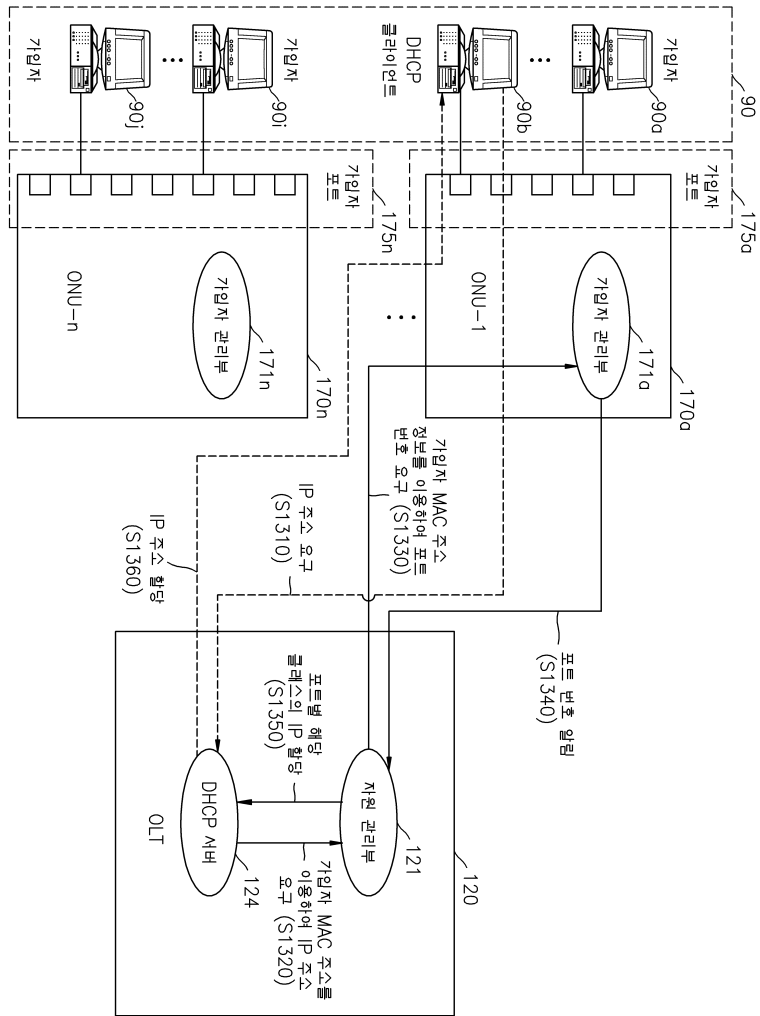 90
가입자
90a
DHCP
클라이언트
90b
가입자
90i
가입자
90j
가입자
포트
175a
가입자
포트
175n
가입자 관리부
171a
170a
ONU-1
가입자 관리부
171n
170n
ONU-n
가입자 MAC 주소
정보를 이용하여 포트
번호 요구 (S1330)
IP 주소 요구
(S1310)
IP 주소 할당
(S1360)
포트 번호 알림
(S1340)
120
자원 관리부
121
포트별 해당
클래스의 IP 할당
(S1350)
가입자 MAC 주소를
이용하여 IP 주소
요구 (S1320)
DHCP 서버
124
OLT